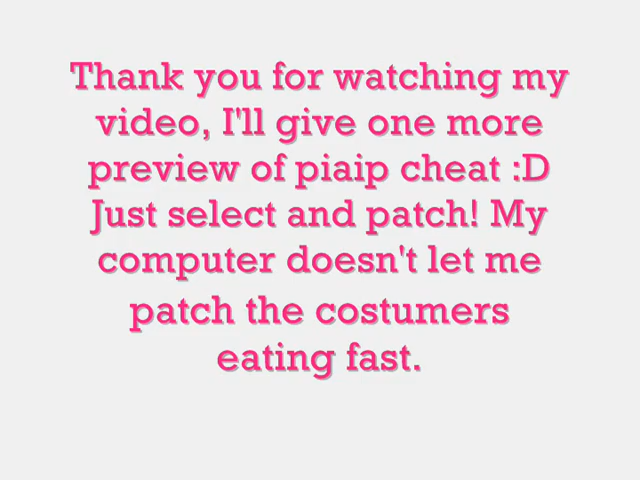 Thank you for watching my
video, I'll give one more
preview of piaip cheat :D
Just select and patch! My
computer doesn't let me
patch the costumers
eating fast.